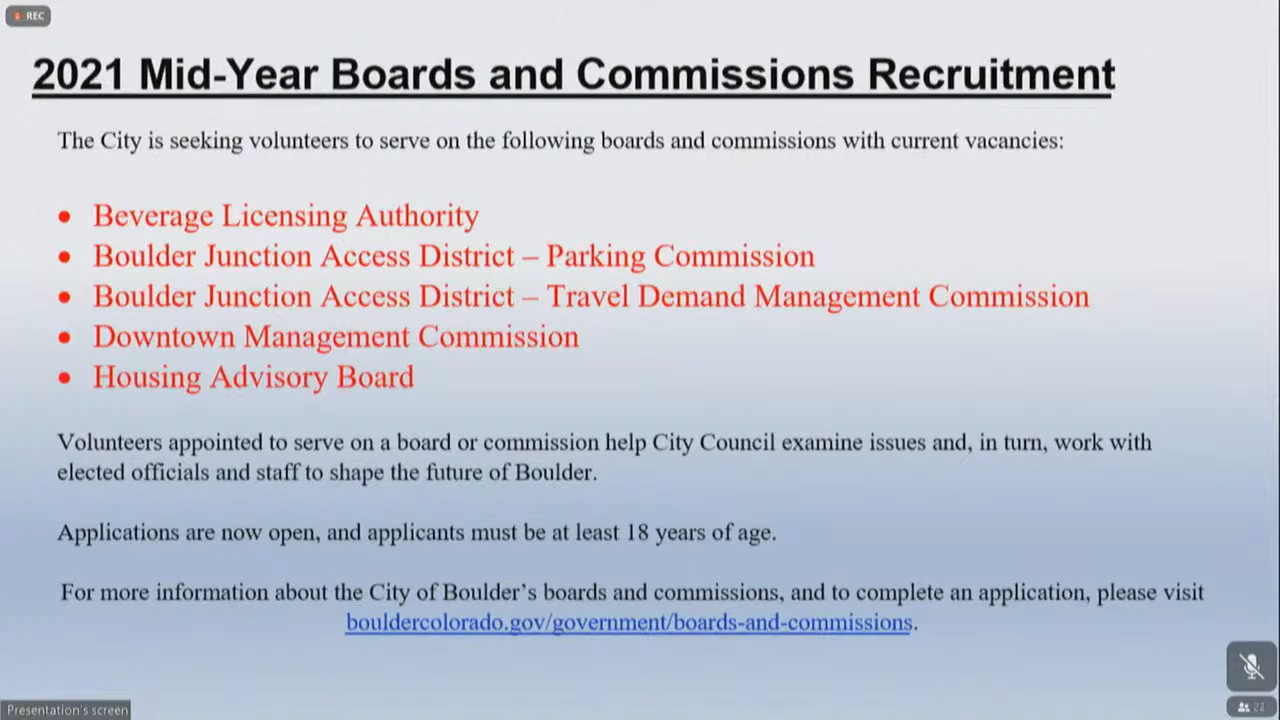 REC
2021 Mid-Year Boards and Commissions Recruitment
The City is seeking volunteers to serve on the following boards and commissions with current vacancies:
• Beverage Licensing Authority
• Boulder Junction Access District – Parking Commission
• Boulder Junction Access District – Travel Demand Management Commission
• Downtown Management Commission
• Housing Advisory Board
Volunteers appointed to serve on a board or commission help City Council examine issues and, in turn, work with
elected officials and staff to shape the future of Boulder.
Applications are now open, and applicants must be at least 18 years of age.
For more information about the City of Boulder’s boards and commissions, and to complete an application, please visit
bouldercolorado.gov/government/boards-and-commissions.
Presentation's screen
22